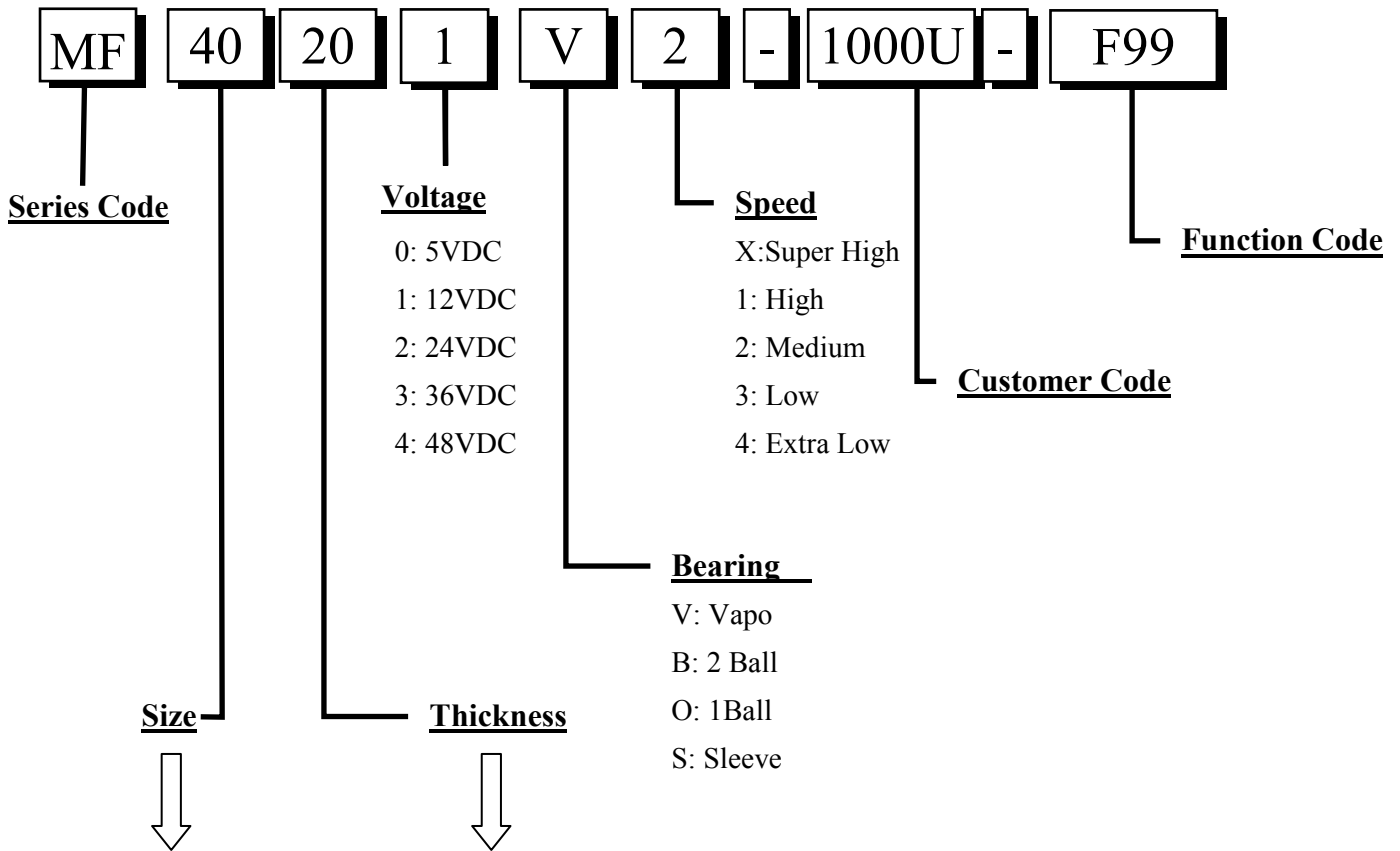 MF 40 20 1 V 2 - 1000U - F99
Series Code
Voltage
0: 5VDC
1: 12VDC
2: 24VDC
3: 36VDC
4: 48VDC
Speed
X:Super High
1: High
2: Medium
3: Low
4: Extra Low
Function Code
Customer Code
Bearing
V: Vapo
B: 2 Ball
O: 1Ball
S: Sleeve
Size
Thickness